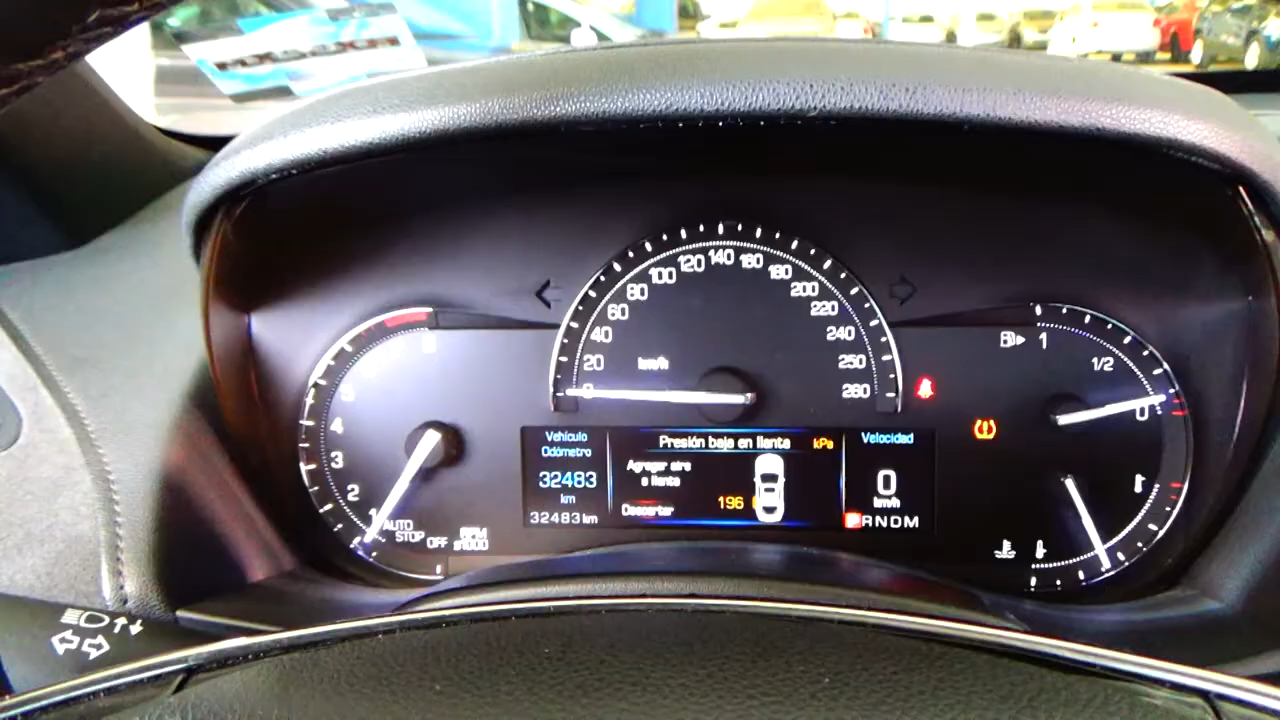 20
40
60
80
100
120
140
160
180
200
220
240
250
260
km/h
1
1/2
0
4
3
2
1
AUTO
STOP
OFF
RPM
x1000
Vehículo
Odómetro
32483
km
32483 km
Presión baja en llanta kPa
Agregar aire
a llanta
196
Descartar
Velocidad
0
km/h
PRNDM